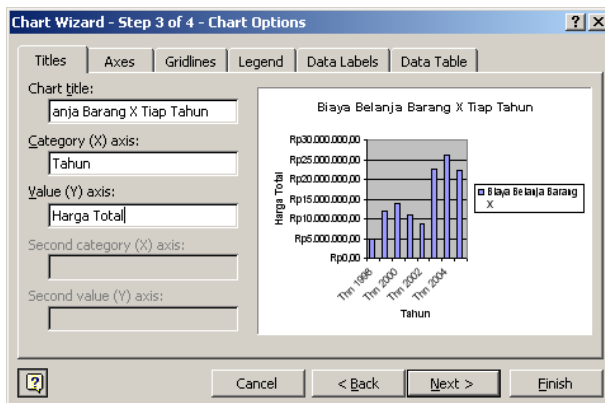 Chart Wizard - Step 3 of 4 - Chart Options
Titles
Axes
Gridlines
Legend
Data Labels
Data Table
Chart title:
anja Barang X Tiap Tahun
Category (X) axis:
Tahun
Value (Y) axis:
Harga Total
Second category (X) axis:
Second value (Y) axis:
Biaya Belanja Barang X Tiap Tahun
Harga Total
Rp30.000.000,00
Rp25.000.000,00
Rp20.000.000,00
Rp15.000.000,00
Rp10.000.000,00
Rp5.000.000,00
Rp0,00
Thn 1998
Thn 2000
Thn 2002
Thn 2004
Tahun
Biaya Belanja Barang
X
Cancel
< Back
Next >
Finish